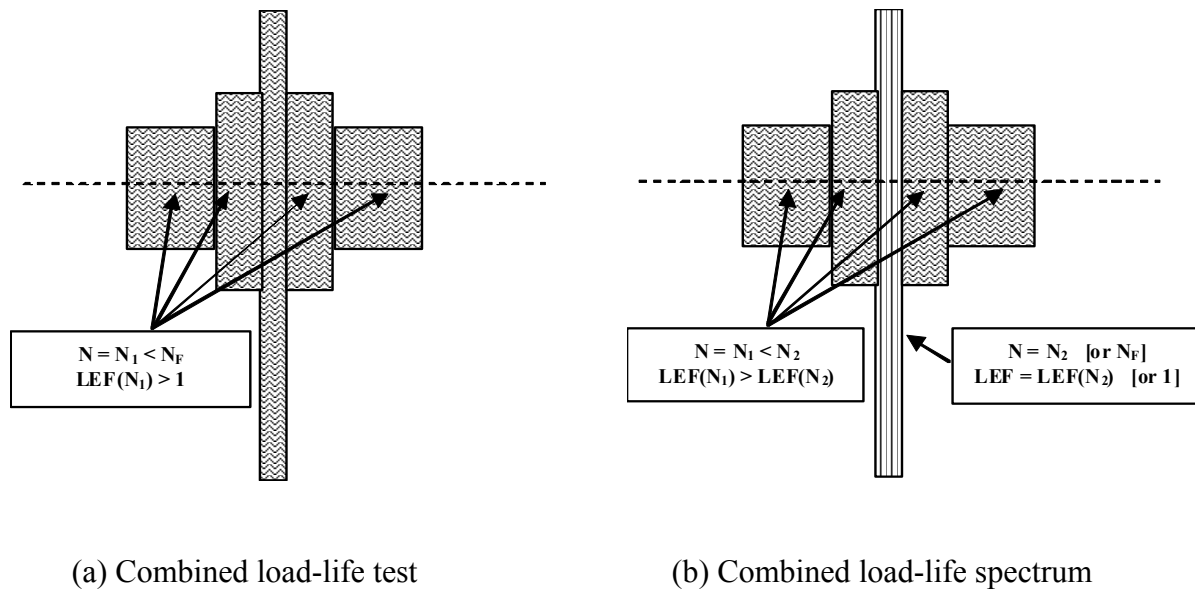 N = N₁ < N_F
LEF(N₁) > 1
N = N₁ < N₂
LEF(N₁) > LEF(N₂)
N = N₂ [or N_F]
LEF = LEF(N₂) [or 1]
(a) Combined load-life test
(b) Combined load-life spectrum